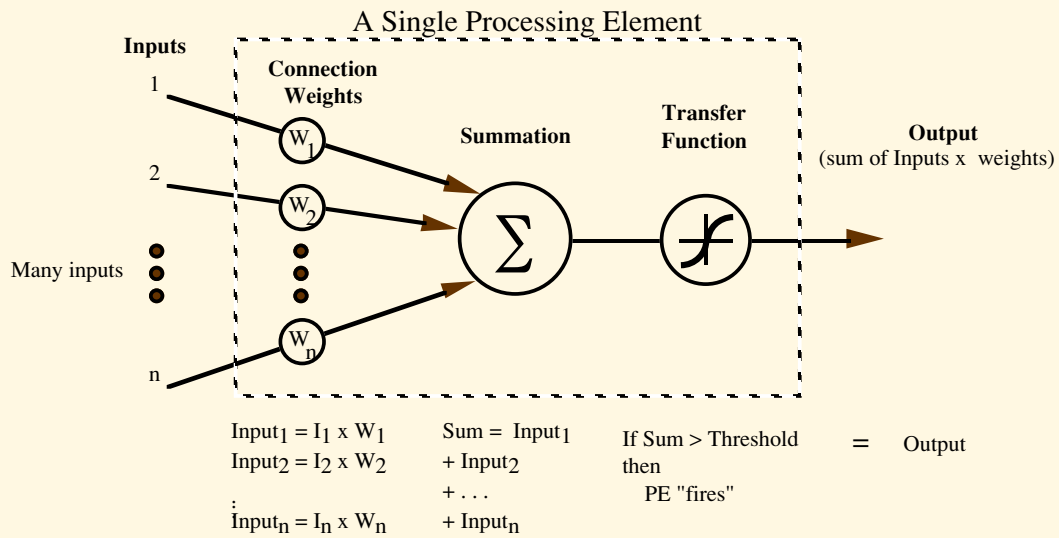 A Single Processing Element
Inputs
Connection
Weights
Summation
Transfer
Function
Output
(sum of Inputs x weights)
1
W1
2
W2
Many inputs
n
Wn
∑
Input1 = I1 x W1
Input2 = I2 x W2
:
Inputn = In x Wn
Sum = Input1
+ Input2
+ . . .
+ Inputn
If Sum > Threshold
then
PE "fires"
= Output